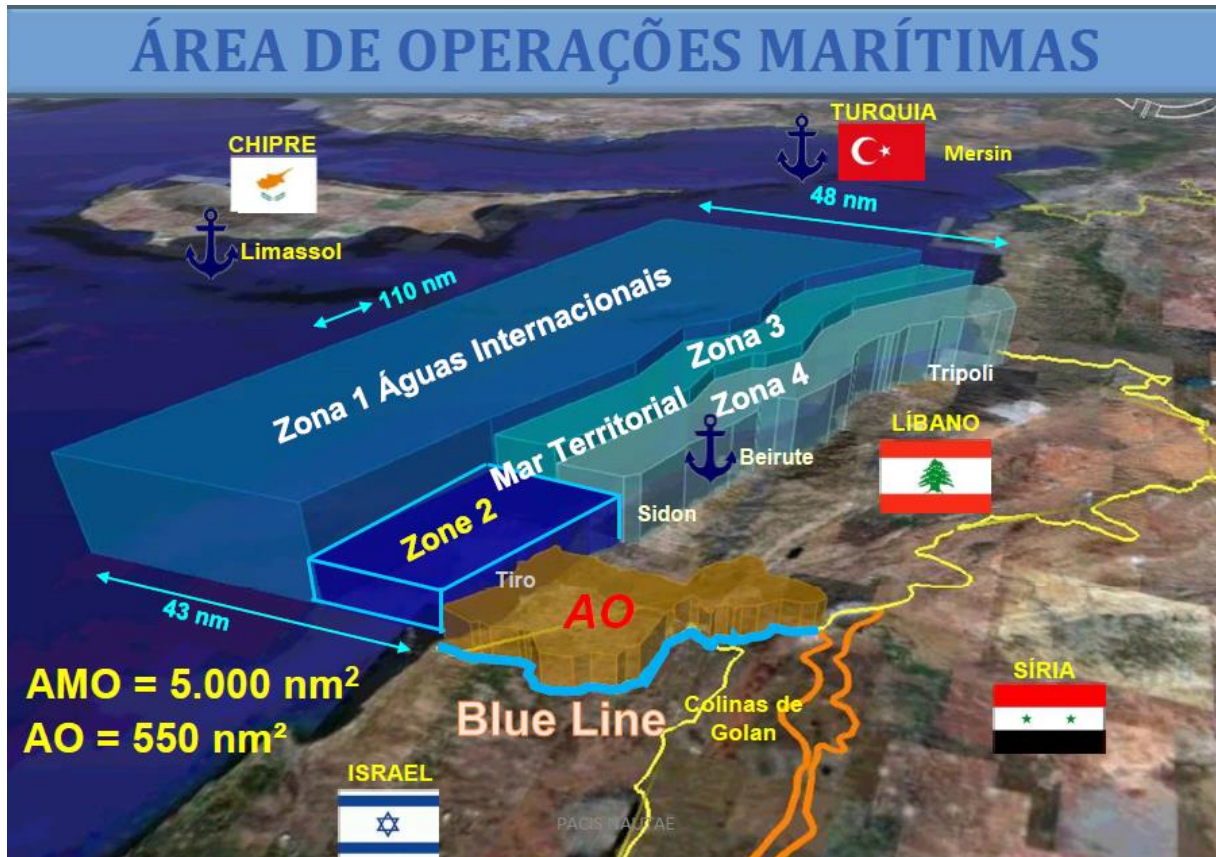 ÁREA DE OPERAÇÕES MARÍTIMAS
TURQUIA
CHIPRE
Mersin
48 nm
Limassol
110 nm
Zona 1 Águas Internacionais
Zona 3
Mar Territorial
Zona 4
Tripoli
LÍBANO
Beirute
Sidon
Zone 2
Tiro
AO
43 nm
AMO = 5.000 nm²
AO = 550 nm²
Blue Line
Colinas de
Golan
SÍRIA
ISRAEL
PACIS NAUTAE